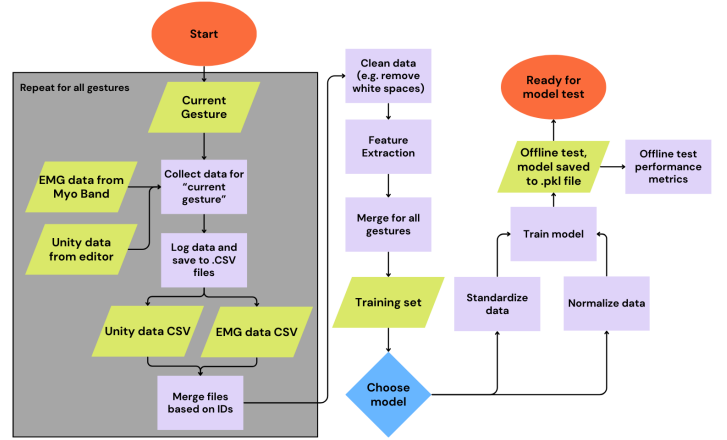 Start
Repeat for all gestures
Current
Gesture
EMG data from
Myo Band
Collect data for
“current
gesture”
Unity data
from editor
Log data and
save to .CSV
files
Unity data CSV
EMG data CSV
Merge files
based on IDs
Clean data
(e.g. remove
white spaces)
Feature
Extraction
Merge for all
gestures
Training set
Choose
model
Standardize
data
Normalize data
Train model
Offline test,
model saved
to .pkl file
Offline test
performance
metrics
Ready for
model test